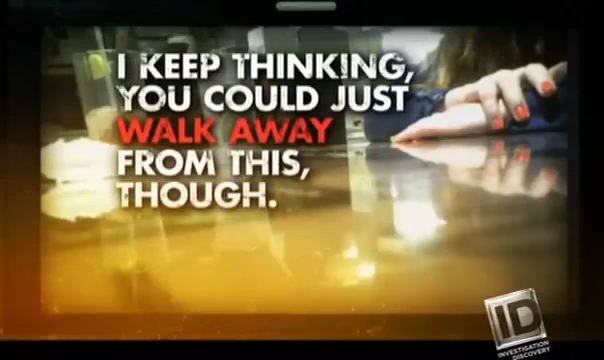 I KEEP THINKING,
YOU COULD JUST
WALK AWAY
FROM THIS,
THOUGH.
ID
INVESTIGATION
DISCOVERY